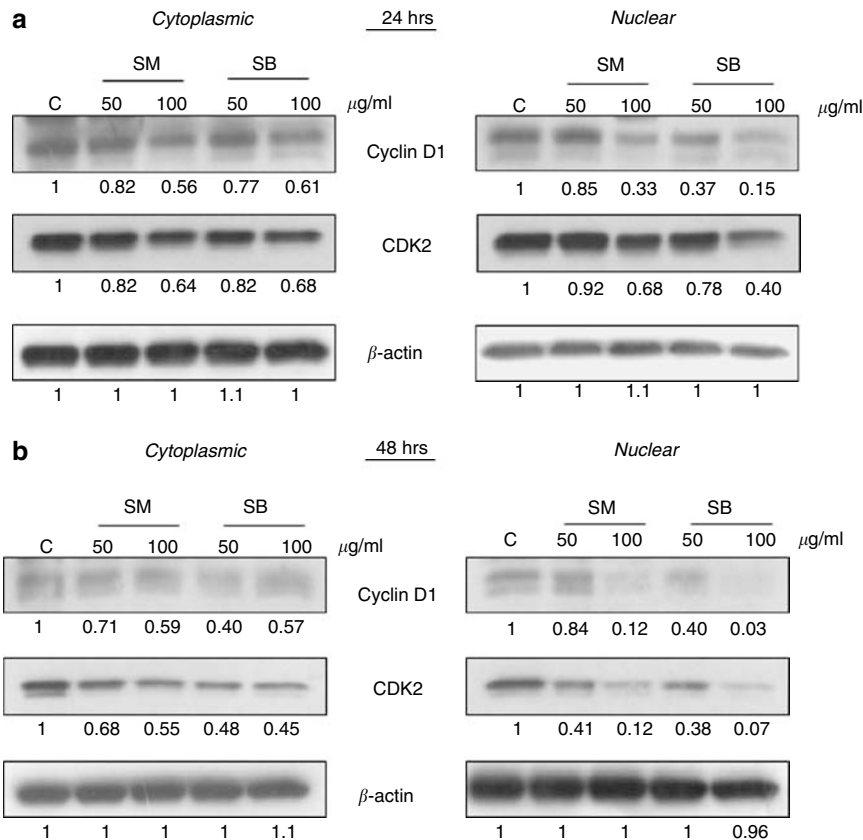 a Cytoplasmic 24 hrs Nuclear
SM SB SM SB
C 50 100 50 100 μg/ml C 50 100 50 100 μg/ml
Cyclin D1
1 0.82 0.56 0.77 0.61 1 0.85 0.33 0.37 0.15
CDK2
1 0.82 0.64 0.82 0.68 1 0.92 0.68 0.78 0.40
β-actin
1 1 1 1.1 1 1 1 1.1 1 1
b Cytoplasmic 48 hrs Nuclear
SM SB SM SB
C 50 100 50 100 μg/ml C 50 100 50 100 μg/ml
Cyclin D1
1 0.71 0.59 0.40 0.57 1 0.84 0.12 0.40 0.03
CDK2
1 0.68 0.55 0.48 0.45 1 0.41 0.12 0.38 0.07
β-actin
1 1 1 1 1.1 1 1 1 1 0.96